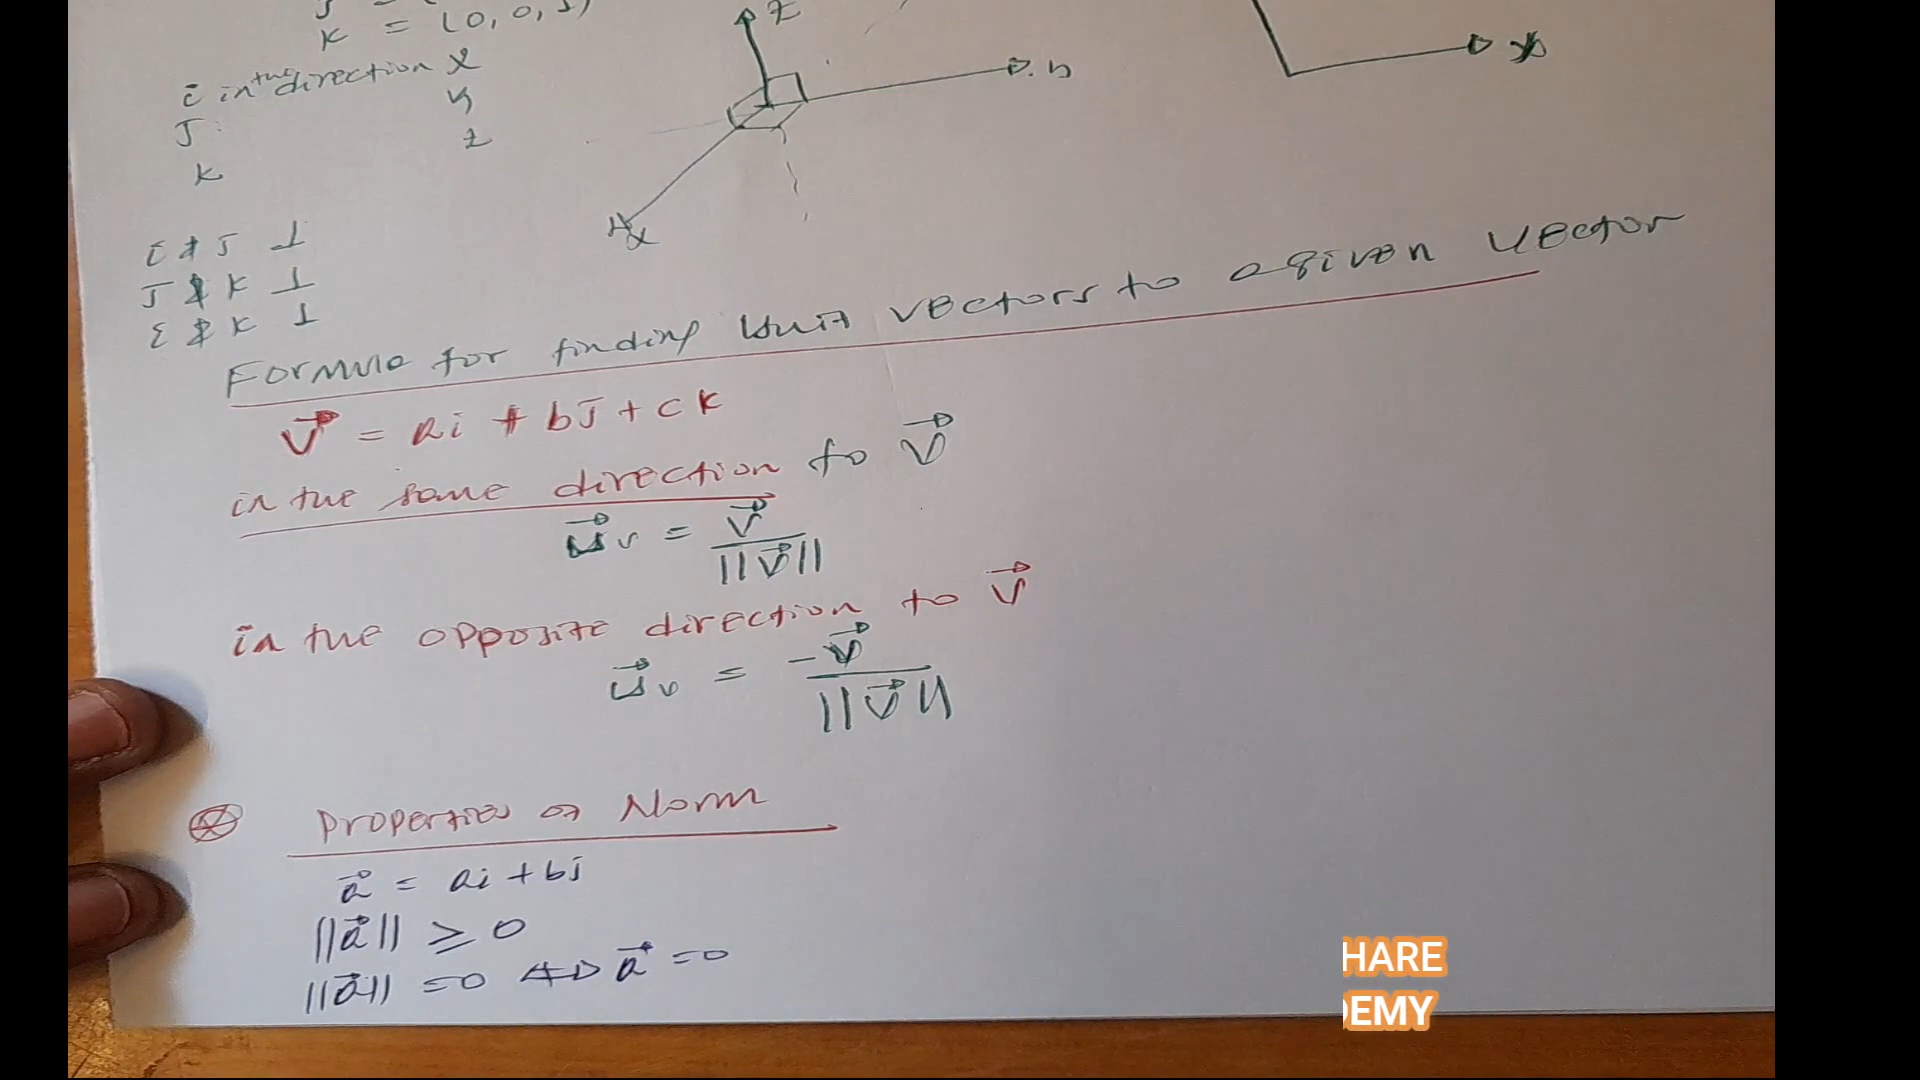 k = (0, 0, 1)
i in the direction x
J y
k z
z
y
x
i & J ⊥
J & k ⊥
i & k ⊥
Formula for finding Unit vectors to a given vector
V⃗ = ai + bJ + ck
in the same direction to V⃗
u⃗v = V⃗ / ||V⃗||
in the opposite direction to V⃗
u⃗v = -V⃗ / ||V⃗||
Properties of Norm
a⃗ = ai + bj
||a⃗|| ≥ 0
||a⃗|| = 0 ⟺ a⃗ = 0
HARE
DEMY